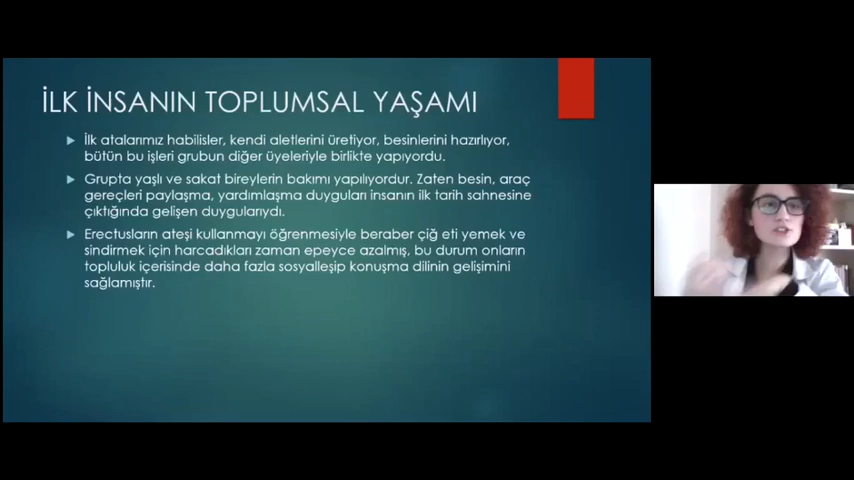 İLK İNSANIN TOPLUMSAL YAŞAMI
İlk atalarımız habilisler, kendi aletlerini üretiyor, besinlerini hazırlıyor,
bütün bu işleri grubun diğer üyeleriyle birlikte yapıyordu.
Grupta yaşlı ve sakat bireylerin bakımı yapılıyordur. Zaten besin, araç
gereçleri paylaşma, yardımlaşma duyguları insanın ilk tarih sahnesine
çıktığında gelişen duygularıydı.
Erectusların ateşi kullanmayı öğrenmesiyle beraber çiğ eti yemek ve
sindirmek için harcadıkları zaman epeyce azalmış, bu durum onların
topluluk içerisinde daha fazla sosyalleşip konuşma dilinin gelişimini
sağlamıştır.